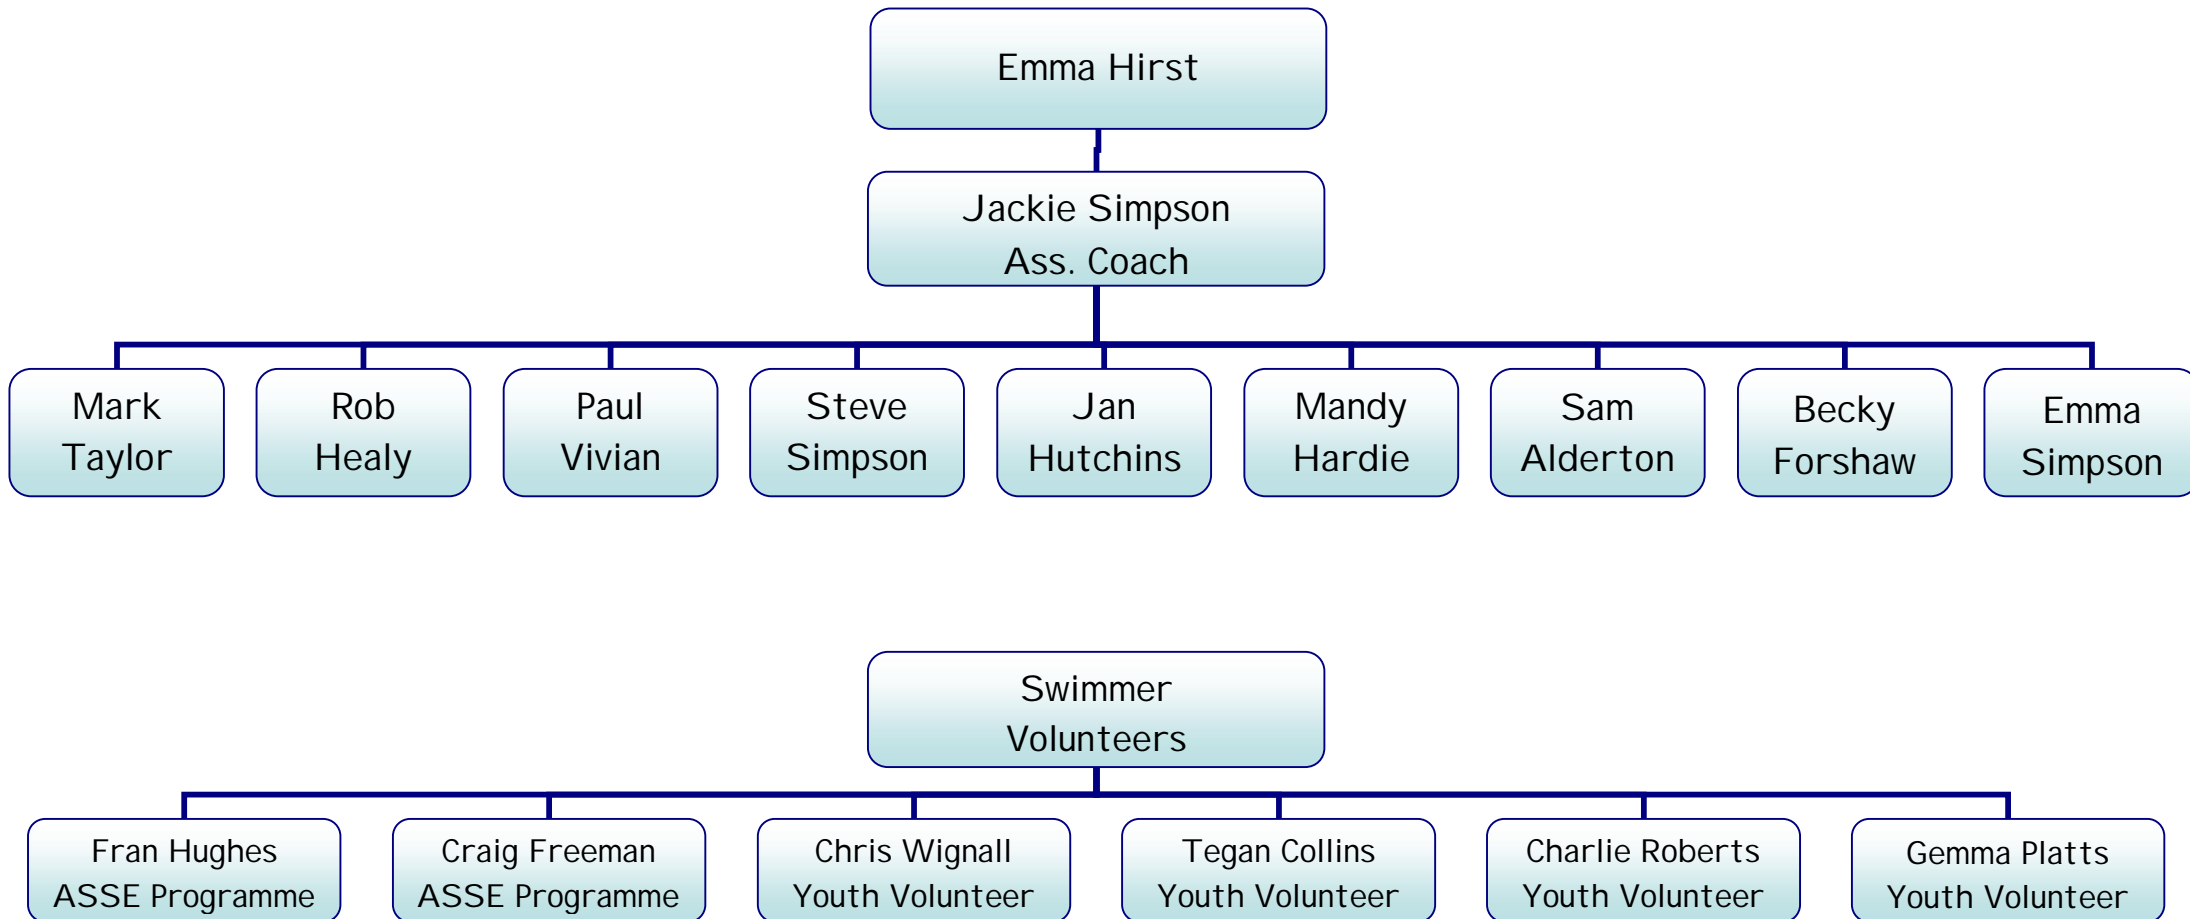 Emma Hirst
Jackie Simpson
Ass. Coach
Mark
Taylor
Rob
Healy
Paul
Vivian
Steve
Simpson
Jan
Hutchins
Mandy
Hardie
Sam
Alderton
Becky
Forshaw
Emma
Simpson
Swimmer
Volunteers
Fran Hughes
ASSE Programme
Craig Freeman
ASSE Programme
Chris Wignall
Youth Volunteer
Tegan Collins
Youth Volunteer
Charlie Roberts
Youth Volunteer
Gemma Platts
Youth Volunteer